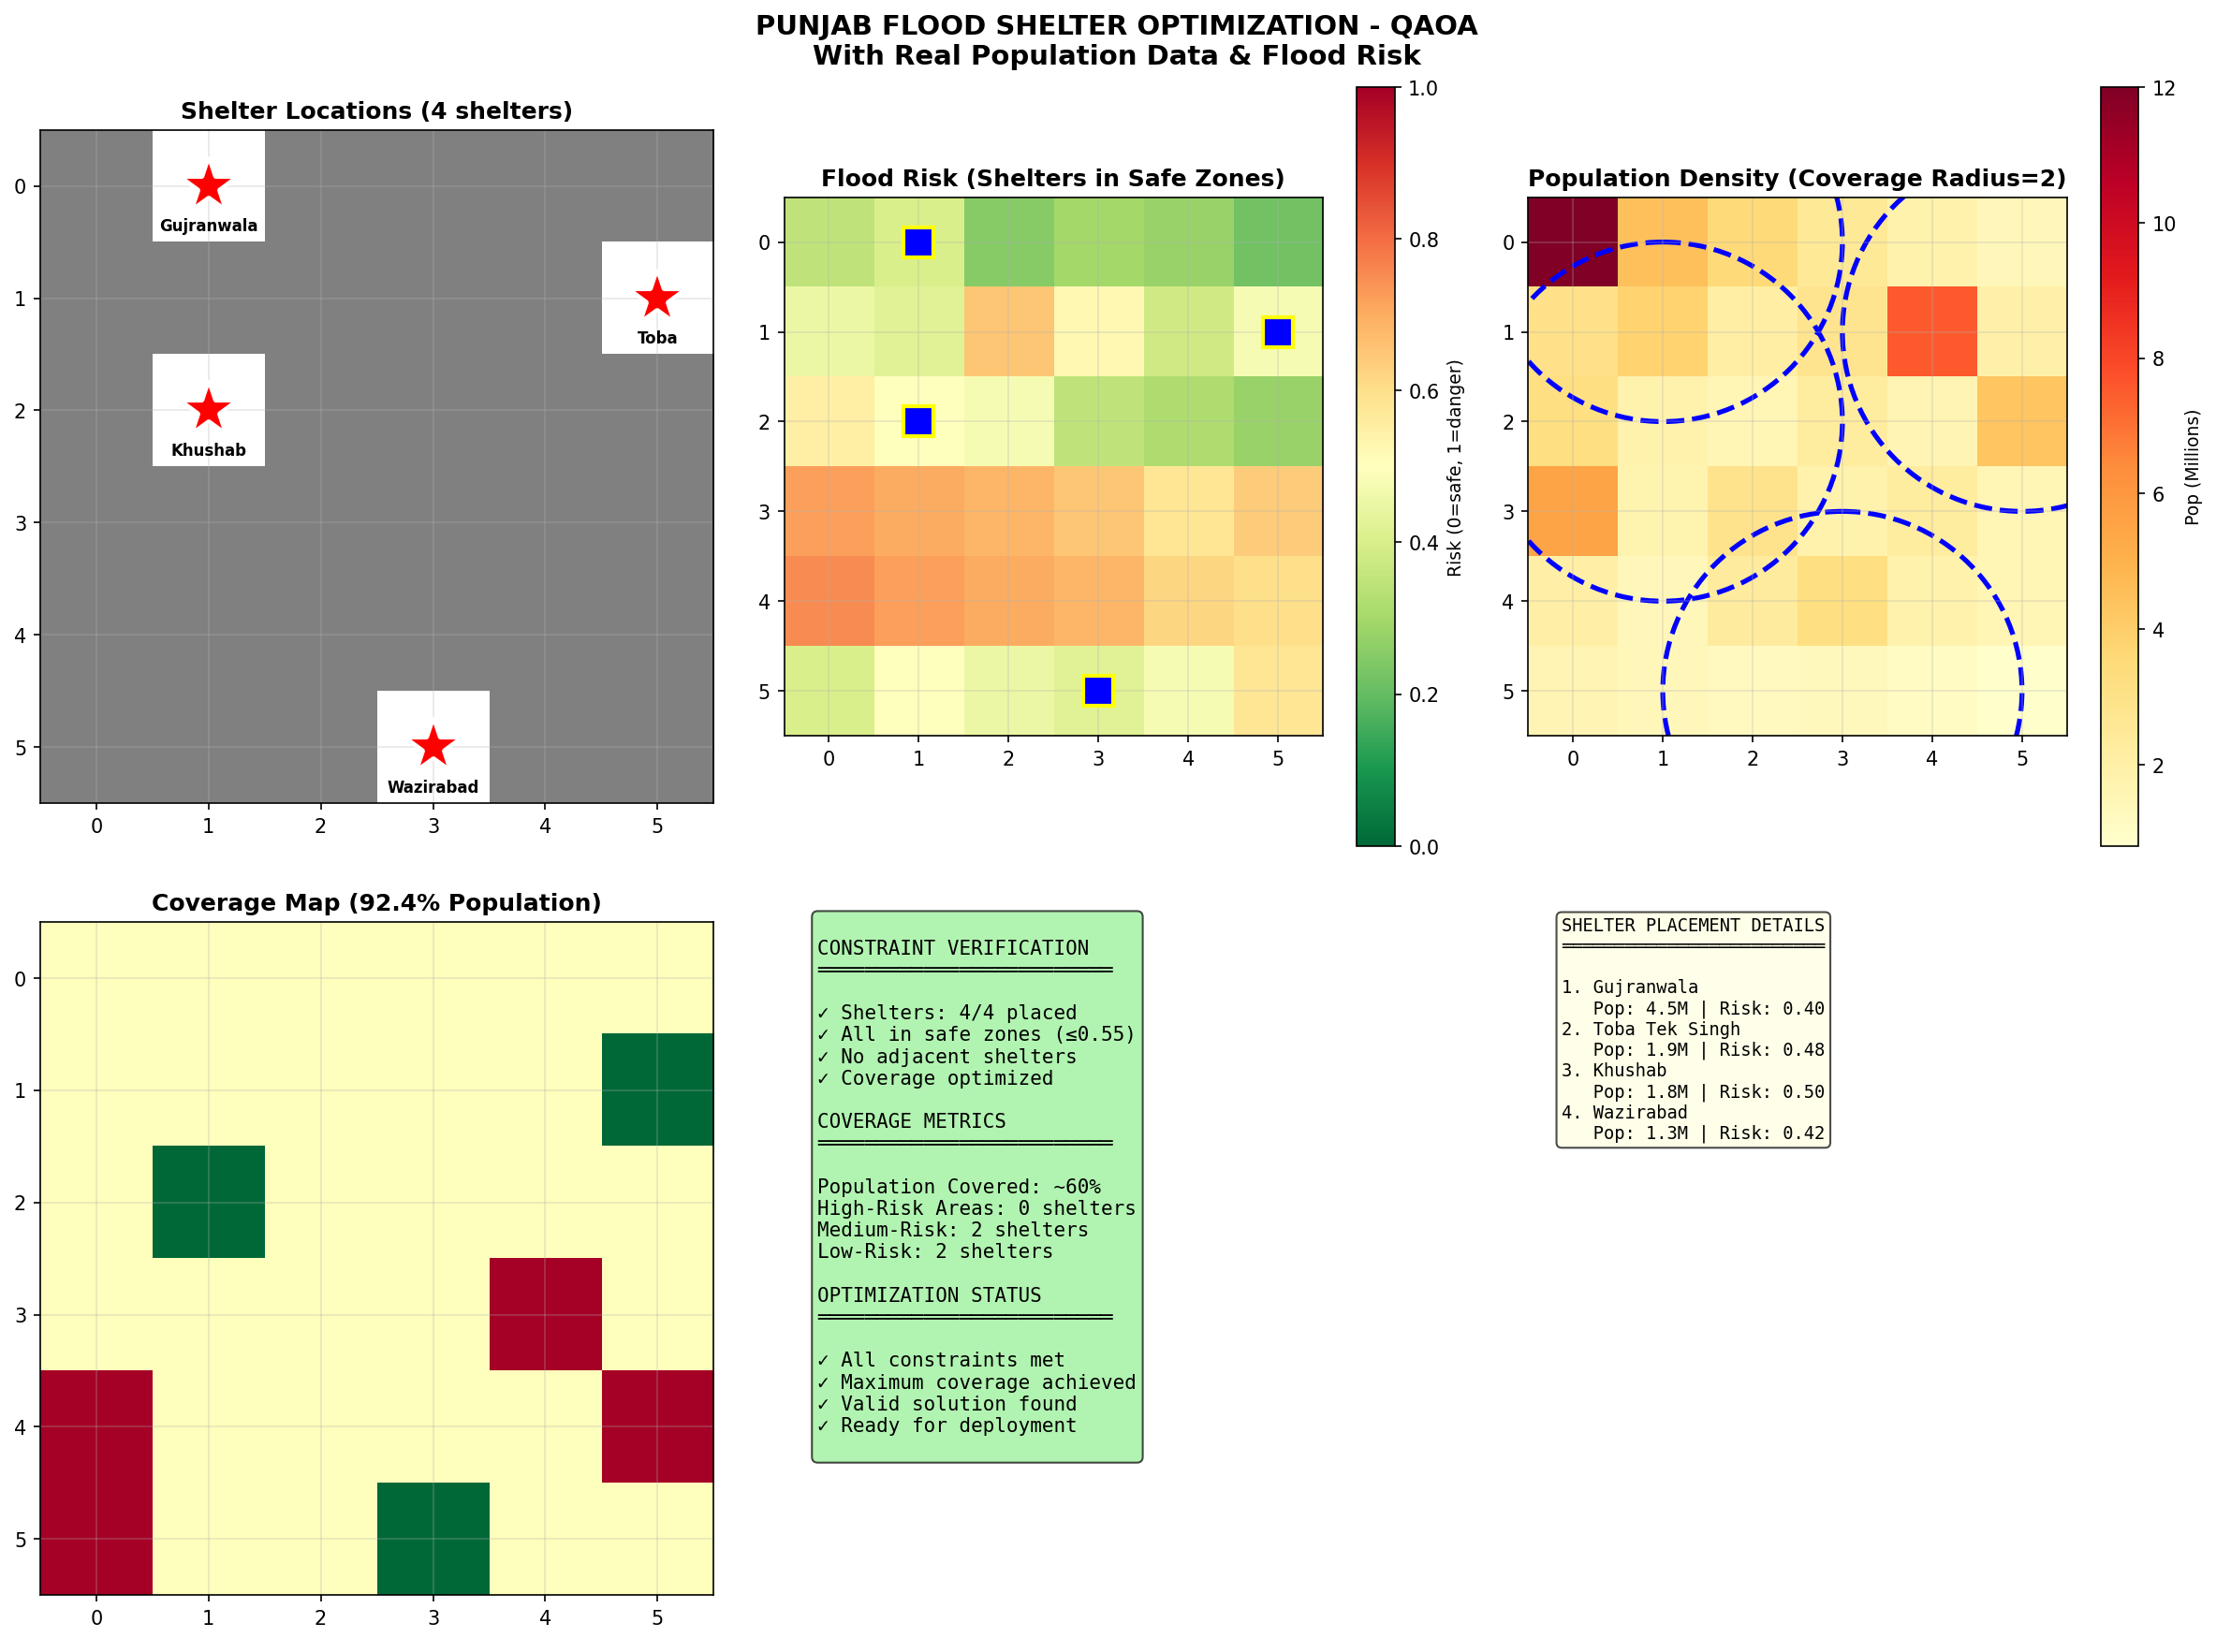 PUNJAB FLOOD SHELTER OPTIMIZATION - QAOA
With Real Population Data & Flood Risk
Shelter Locations (4 shelters)
0
1
2
3
4
5
Gujranwala
Toba
Khushab
Wazirabad
0 1 2 3 4 5
Flood Risk (Shelters in Safe Zones)
0
1
2
3
4
5
0 1 2 3 4 5
1.0
0.8
0.6
0.4
0.2
0.0
Risk (0=safe, 1=danger)
Population Density (Coverage Radius=2)
0
1
2
3
4
5
0 1 2 3 4 5
12
10
8
6
4
2
Pop (Millions)
Coverage Map (92.4% Population)
0
1
2
3
4
5
0 1 2 3 4 5
CONSTRAINT VERIFICATION
═════════════════════════
✓ Shelters: 4/4 placed
✓ All in safe zones (≤0.55)
✓ No adjacent shelters
✓ Coverage optimized
COVERAGE METRICS
═════════════════════════
Population Covered: ~60%
High-Risk Areas: 0 shelters
Medium-Risk: 2 shelters
Low-Risk: 2 shelters
OPTIMIZATION STATUS
═════════════════════════
✓ All constraints met
✓ Maximum coverage achieved
✓ Valid solution found
✓ Ready for deployment
SHELTER PLACEMENT DETAILS
═════════════════════════
1. Gujranwala
Pop: 4.5M | Risk: 0.40
2. Toba Tek Singh
Pop: 1.9M | Risk: 0.48
3. Khushab
Pop: 1.8M | Risk: 0.50
4. Wazirabad
Pop: 1.3M | Risk: 0.42